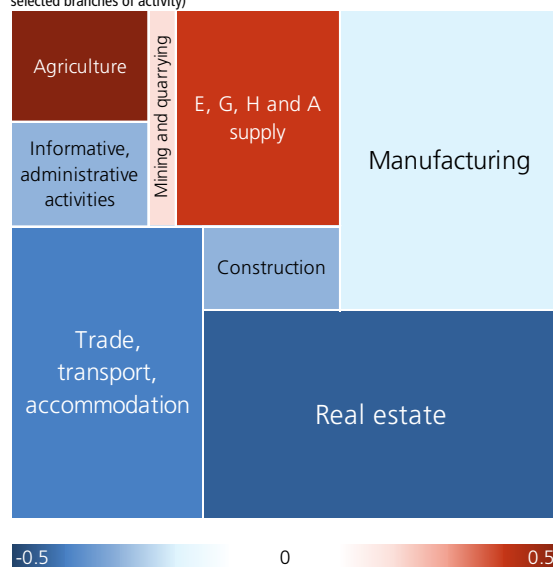 selected branches of activity)
Agriculture
Mining and quarrying
E, G, H and A
supply
Manufacturing
Informative,
administrative
activities
Construction
Trade,
transport,
accommodation
Real estate
-0.5
0
0.5